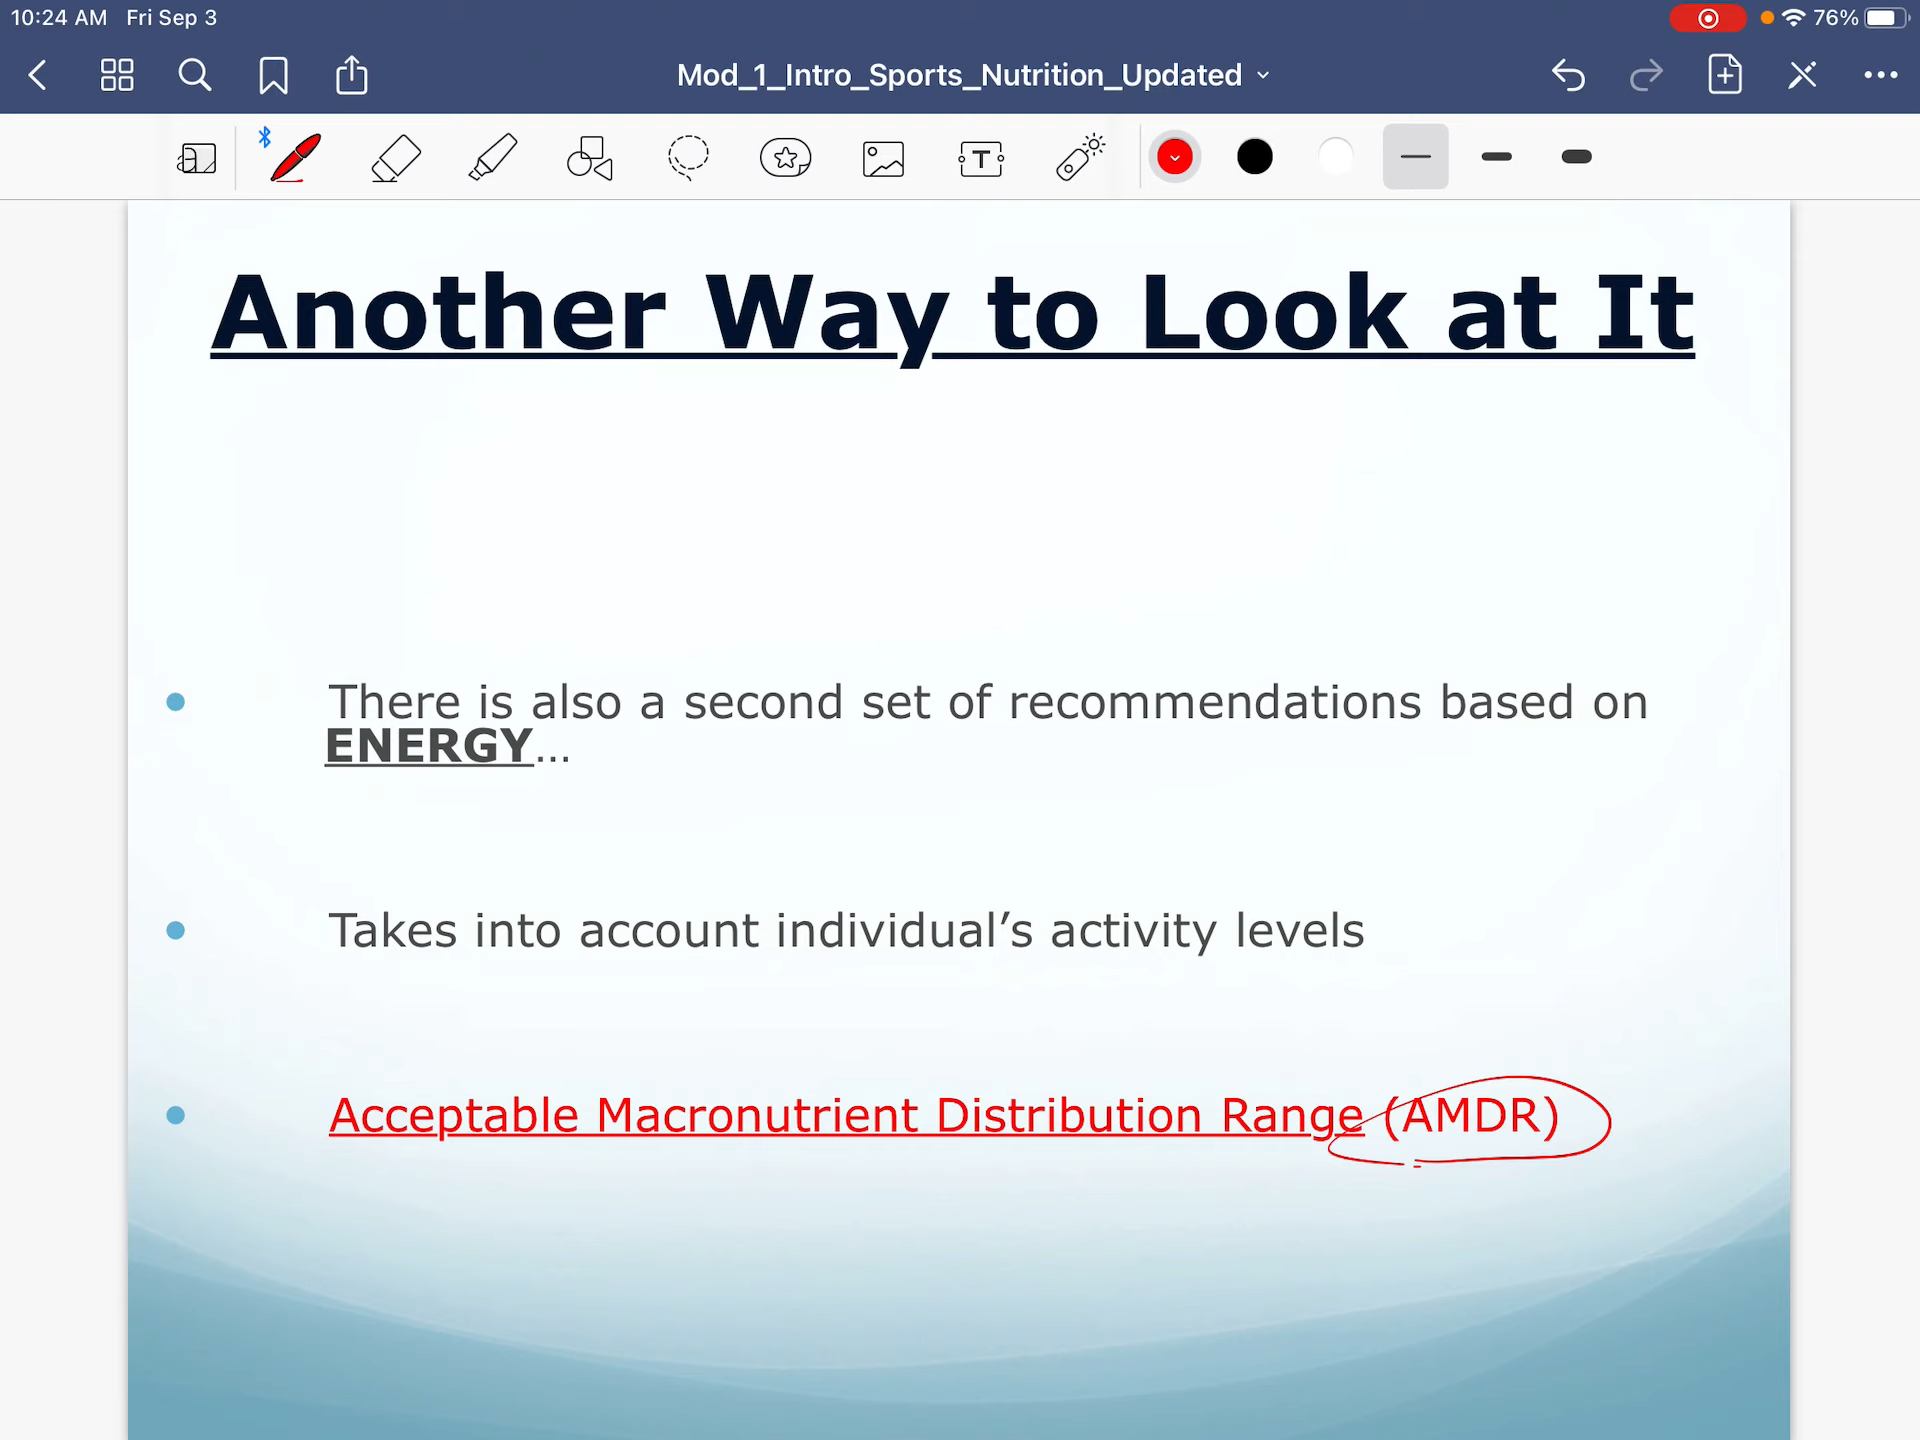 10:24 AM Fri Sep 3
76%
Mod_1_Intro_Sports_Nutrition_Updated
Another Way to Look at It
• There is also a second set of recommendations based on
ENERGY...
• Takes into account individual’s activity levels
• Acceptable Macronutrient Distribution Range (AMDR)